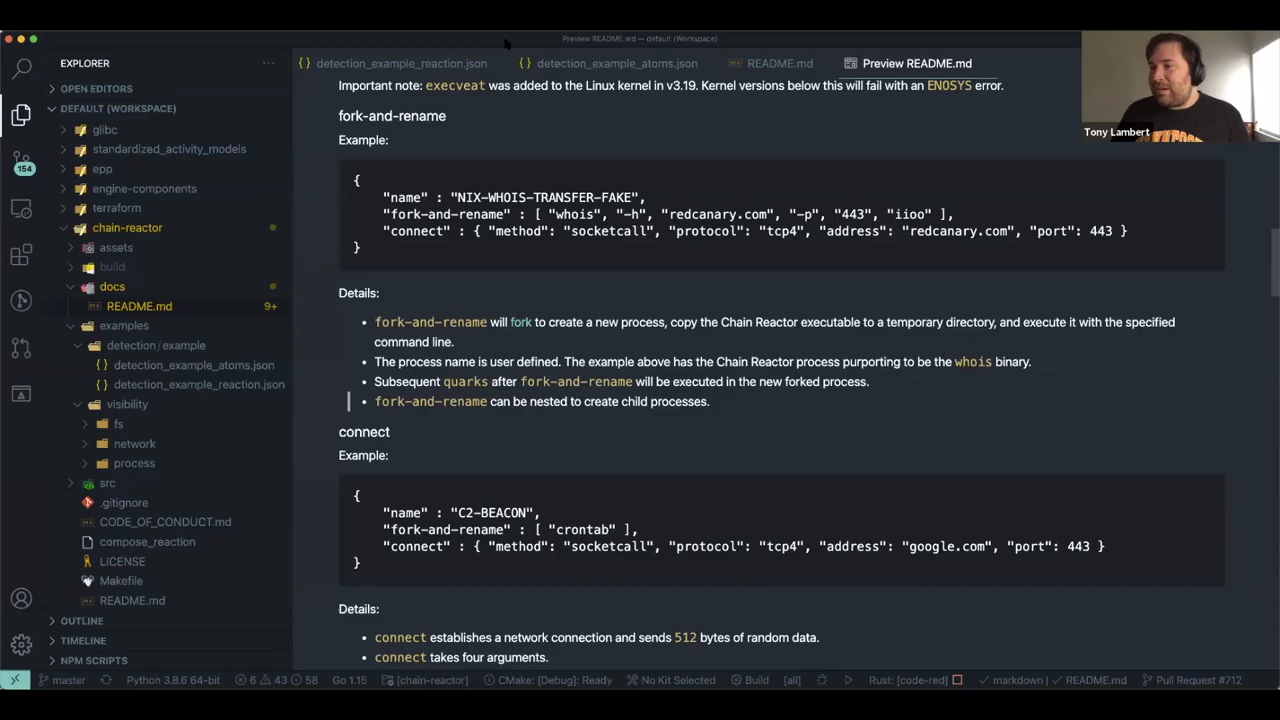 Preview README.md — default (Workspace)
EXPLORER
OPEN EDITORS
DEFAULT (WORKSPACE)
glibc
standardized_activity_models
154
epp
engine-components
terraform
chain-reactor
assets
build
docs
README.md 9+
examples
detection/example
detection_example_atoms.json
detection_example_reaction.json
visibility
fs
network
process
src
.gitignore
CODE_OF_CONDUCT.md
compose_reaction
LICENSE
Makefile
README.md
OUTLINE
TIMELINE
NPM SCRIPTS
detection_example_reaction.json
detection_example_atoms.json
README.md
Preview README.md
Tony Lambert
Important note: execveat was added to the Linux kernel in v3.19. Kernel versions below this will fail with an ENOSYS error.
fork-and-rename
Example:
{
"name" : "NIX-WHOIS-TRANSFER-FAKE",
"fork-and-rename" : [ "whois", "-h", "redcanary.com", "-p", "443", "iioo" ],
"connect" : { "method": "socketcall", "protocol": "tcp4", "address": "redcanary.com", "port": 443 }
}
Details:
• fork-and-rename will fork to create a new process, copy the Chain Reactor executable to a temporary directory, and execute it with the specified
command line.
• The process name is user defined. The example above has the Chain Reactor process purporting to be the whois binary.
• Subsequent quarks after fork-and-rename will be executed in the new forked process.
• fork-and-rename can be nested to create child processes.
connect
Example:
{
"name" : "C2-BEACON",
"fork-and-rename" : [ "crontab" ],
"connect" : { "method": "socketcall", "protocol": "tcp4", "address": "google.com", "port": 443 }
}
Details:
• connect establishes a network connection and sends 512 bytes of random data.
• connect takes four arguments.
master
Python 3.8.6 64-bit
6 43 58
Go 1.15
[chain-reactor]
CMake: [Debug]: Ready
No Kit Selected
Build
[all]
Rust: [code-red]
markdown | README.md
Pull Request #712